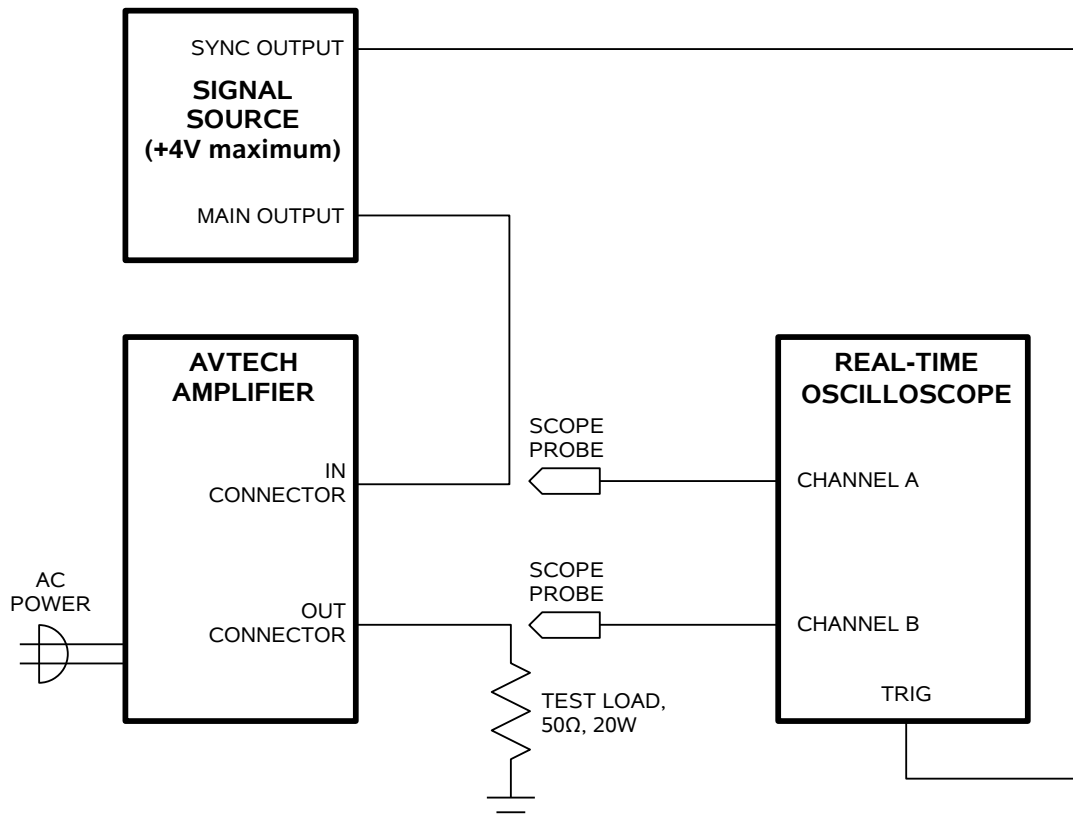 SYNC OUTPUT
SIGNAL
SOURCE
(+4V maximum)
MAIN OUTPUT
AVTECH
AMPLIFIER
IN
CONNECTOR
OUT
CONNECTOR
AC
POWER
SCOPE
PROBE
SCOPE
PROBE
TEST LOAD,
50Ω, 20W
REAL-TIME
OSCILLOSCOPE
CHANNEL A
CHANNEL B
TRIG